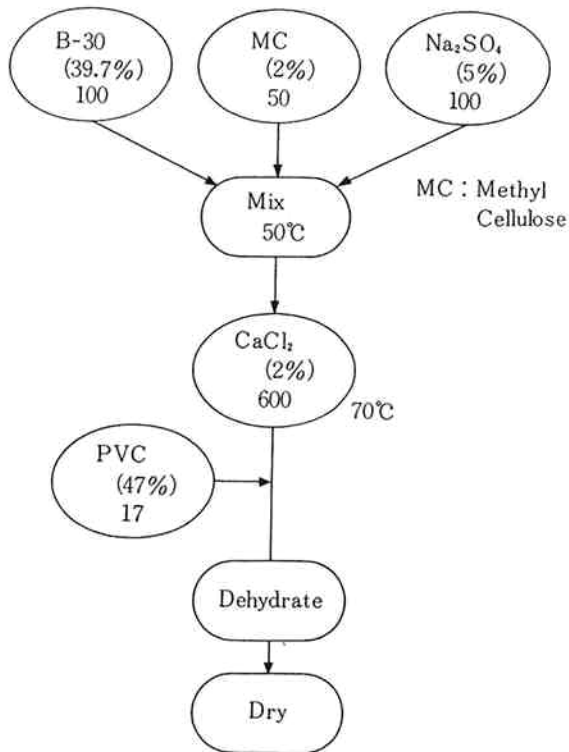 B-30
(39.7%)
100
MC
(2%)
50
Na₂SO₄
(5%)
100
Mix
50℃
MC：Methyl
Cellulose
CaCl₂
(2%)
600
70℃
PVC
(47%)
17
Dehydrate
Dry